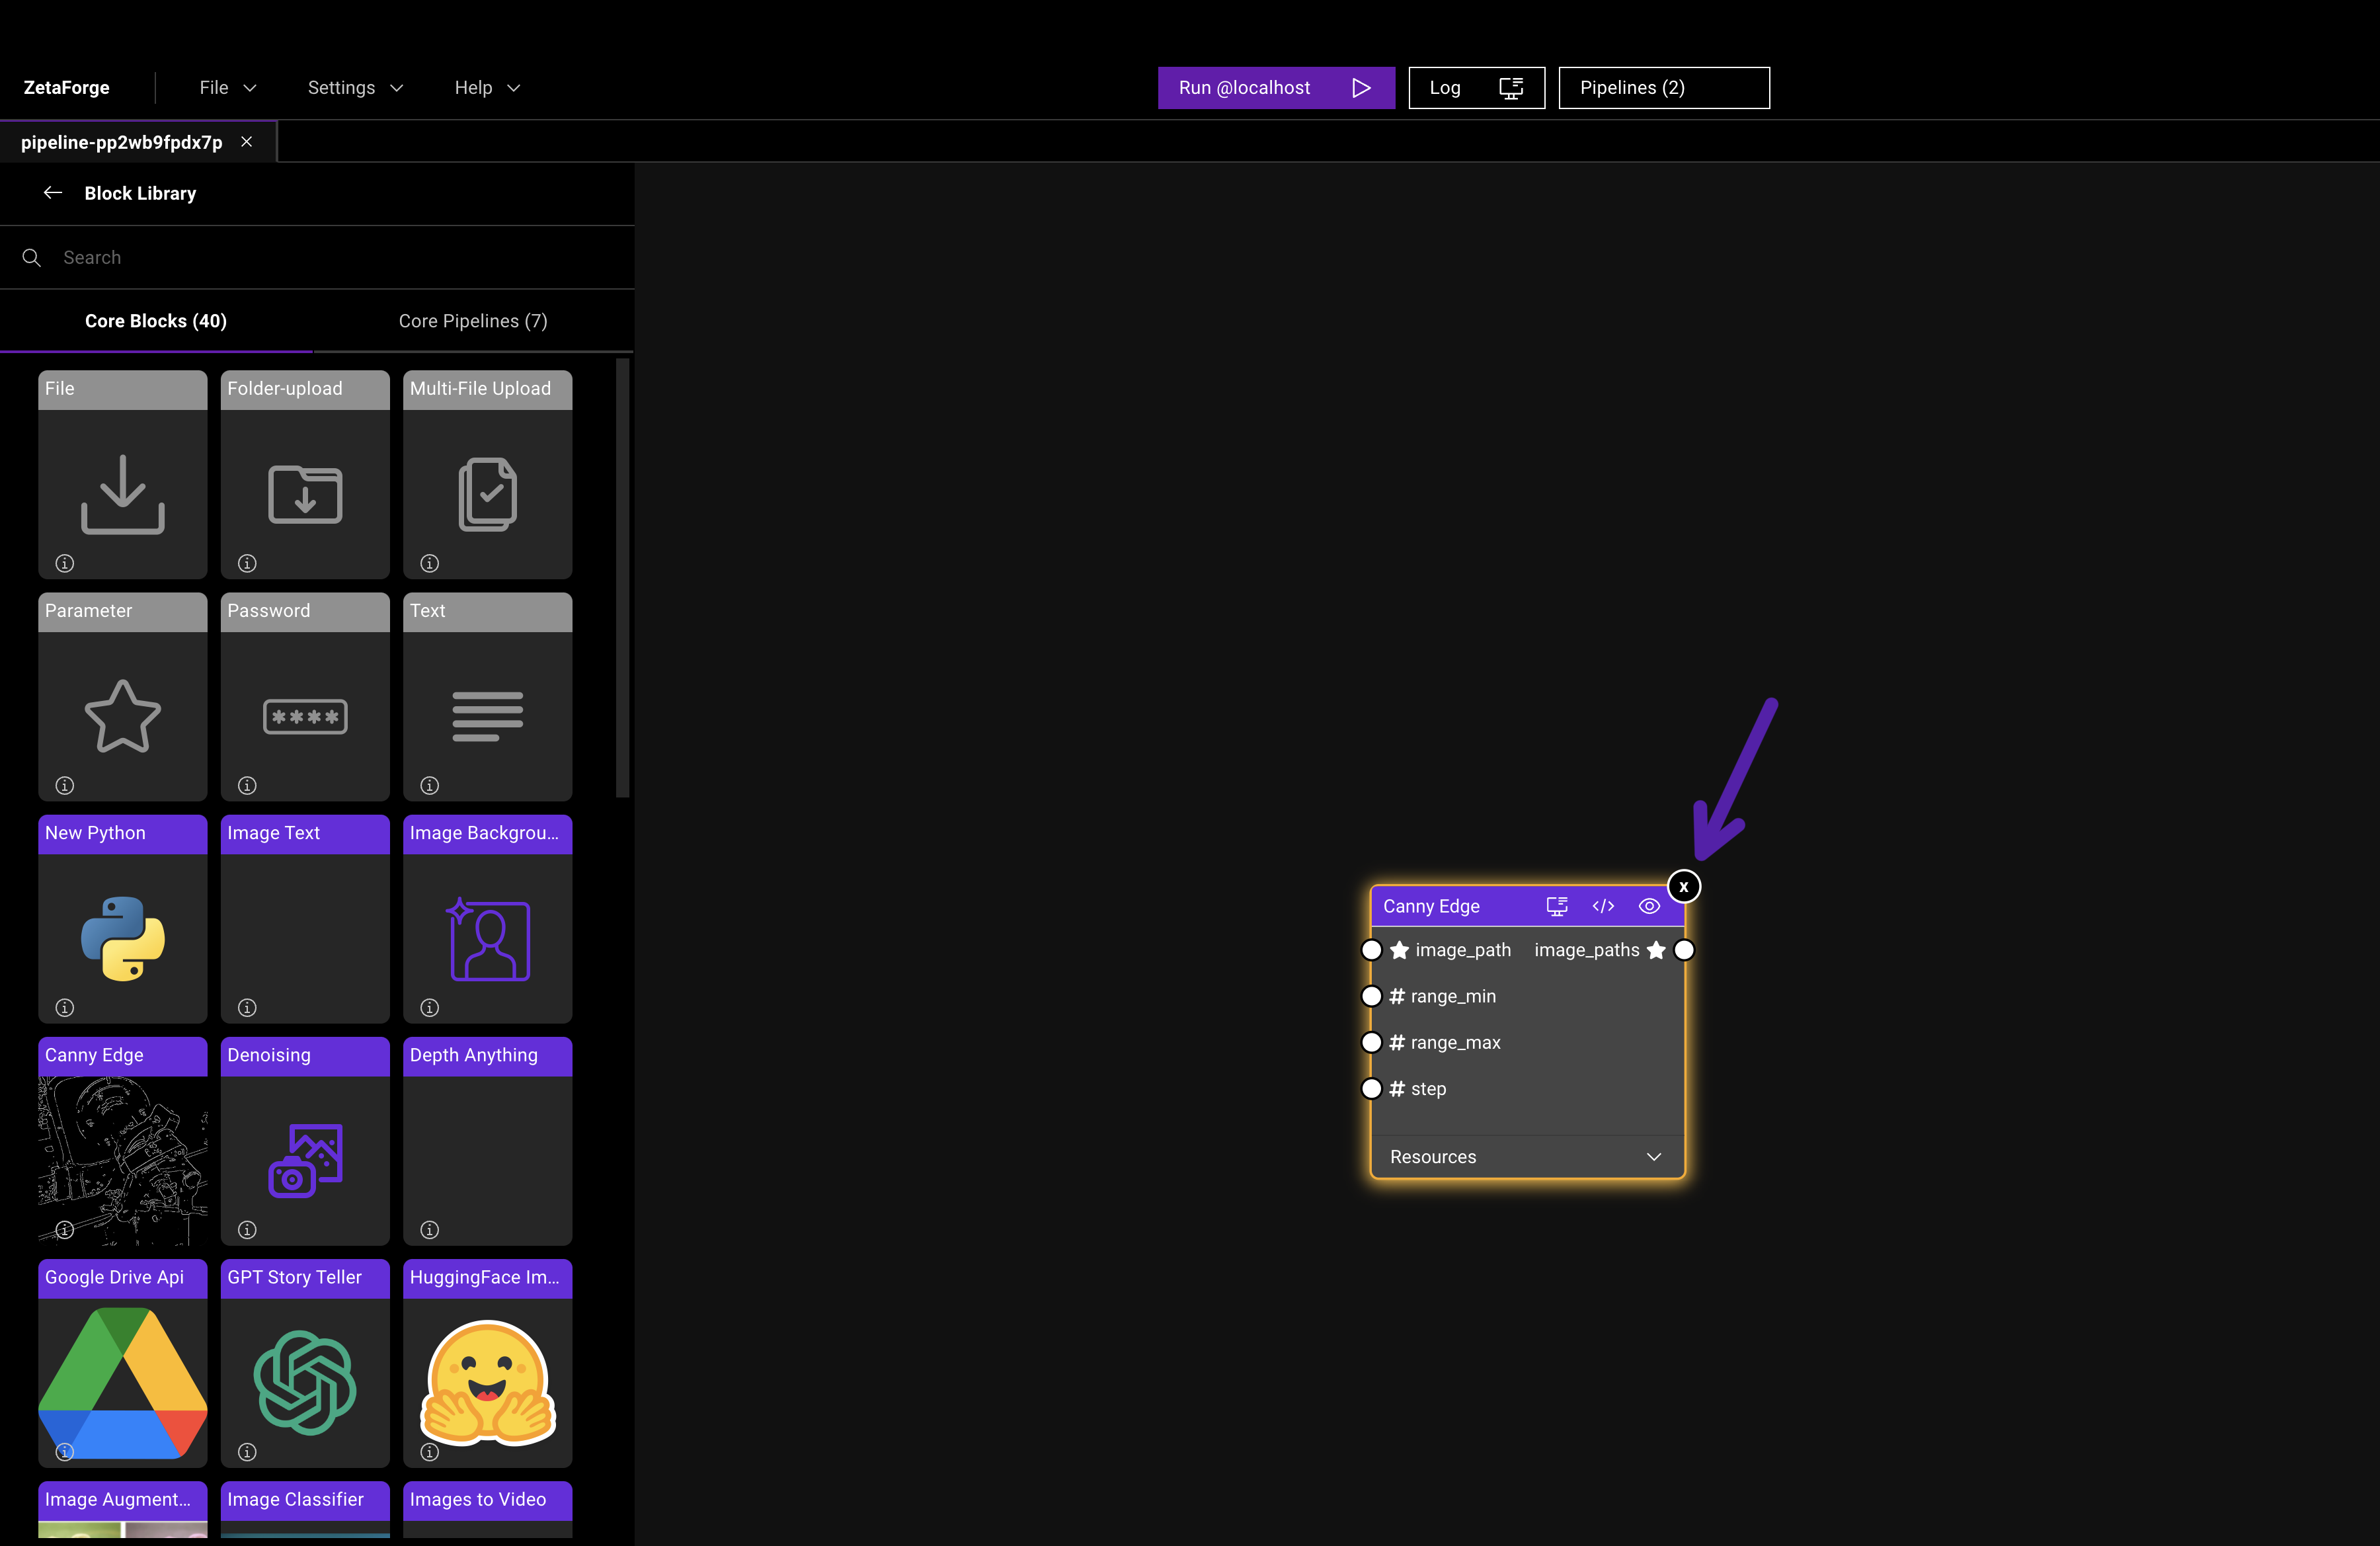 ZetaForge
File
Settings
Help
Run @localhost
Log
Pipelines (2)
pipeline-pp2wb9fpdx7p
Block Library
Search
Core Blocks (40)
Core Pipelines (7)
File
Folder-upload
Multi-File Upload
Parameter
Password
Text
****
New Python
Image Text
Image Backgrou...
Canny Edge
Denoising
Depth Anything
Google Drive Api
GPT Story Teller
HuggingFace Im...
Image Augment...
Image Classifier
Images to Video
x
Canny Edge
</>
image_path
image_paths
# range_min
# range_max
# step
Resources